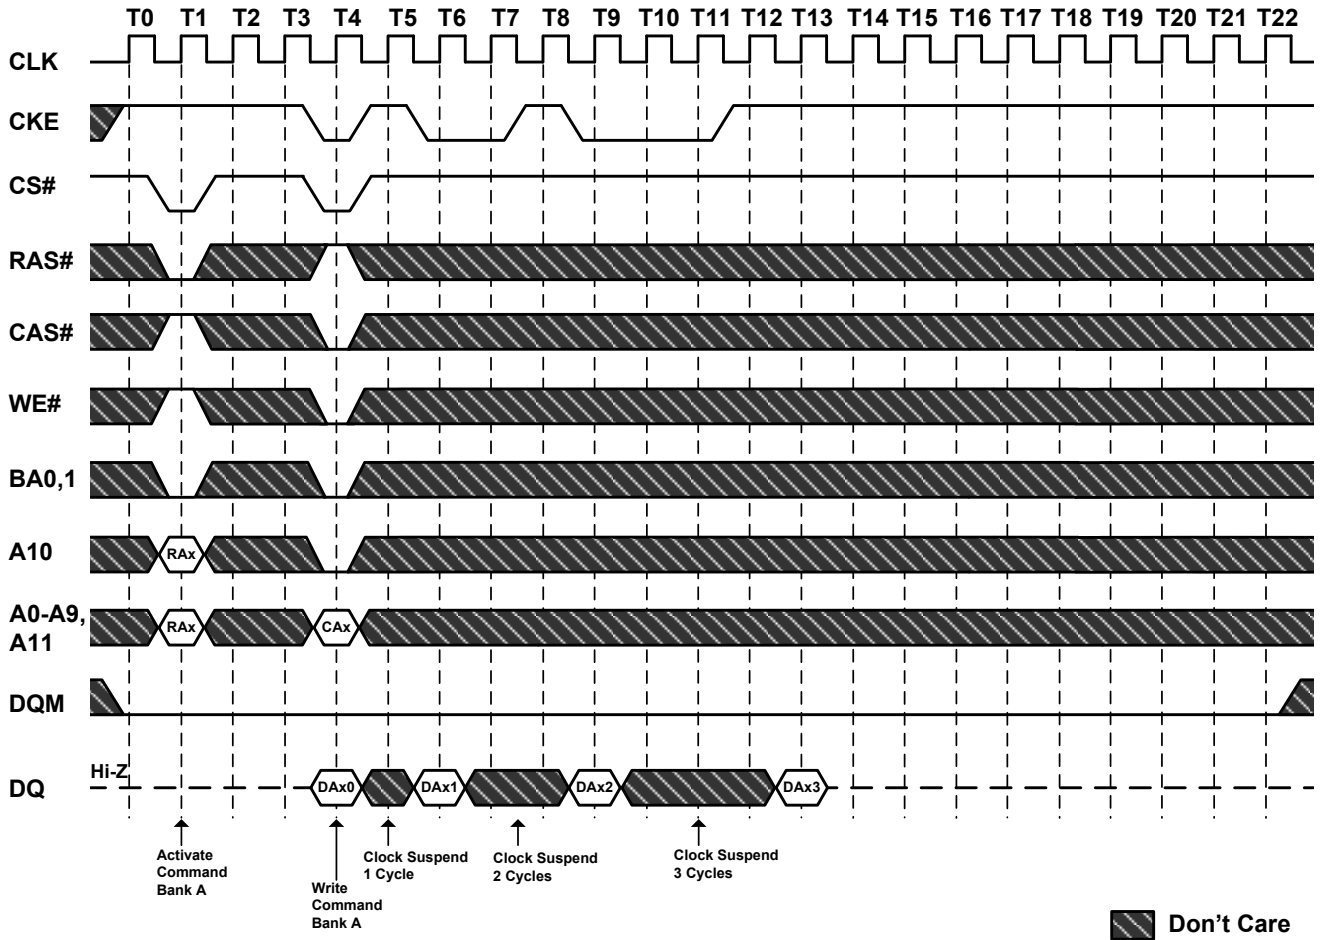 T0 T1 T2 T3 T4 T5 T6 T7 T8 T9 T10 T11 T12 T13 T14 T15 T16 T17 T18 T19 T20 T21 T22
CLK
CKE
CS#
RAS#
CAS#
WE#
BA0,1
A10 RAx
A0-A9,
A11 RAx CAx
DQM
Hi-Z
DQ DAx0 DAx1 DAx2 DAx3
Activate
Command
Bank A
Write
Command
Bank A
Clock Suspend
1 Cycle
Clock Suspend
2 Cycles
Clock Suspend
3 Cycles
Don't Care